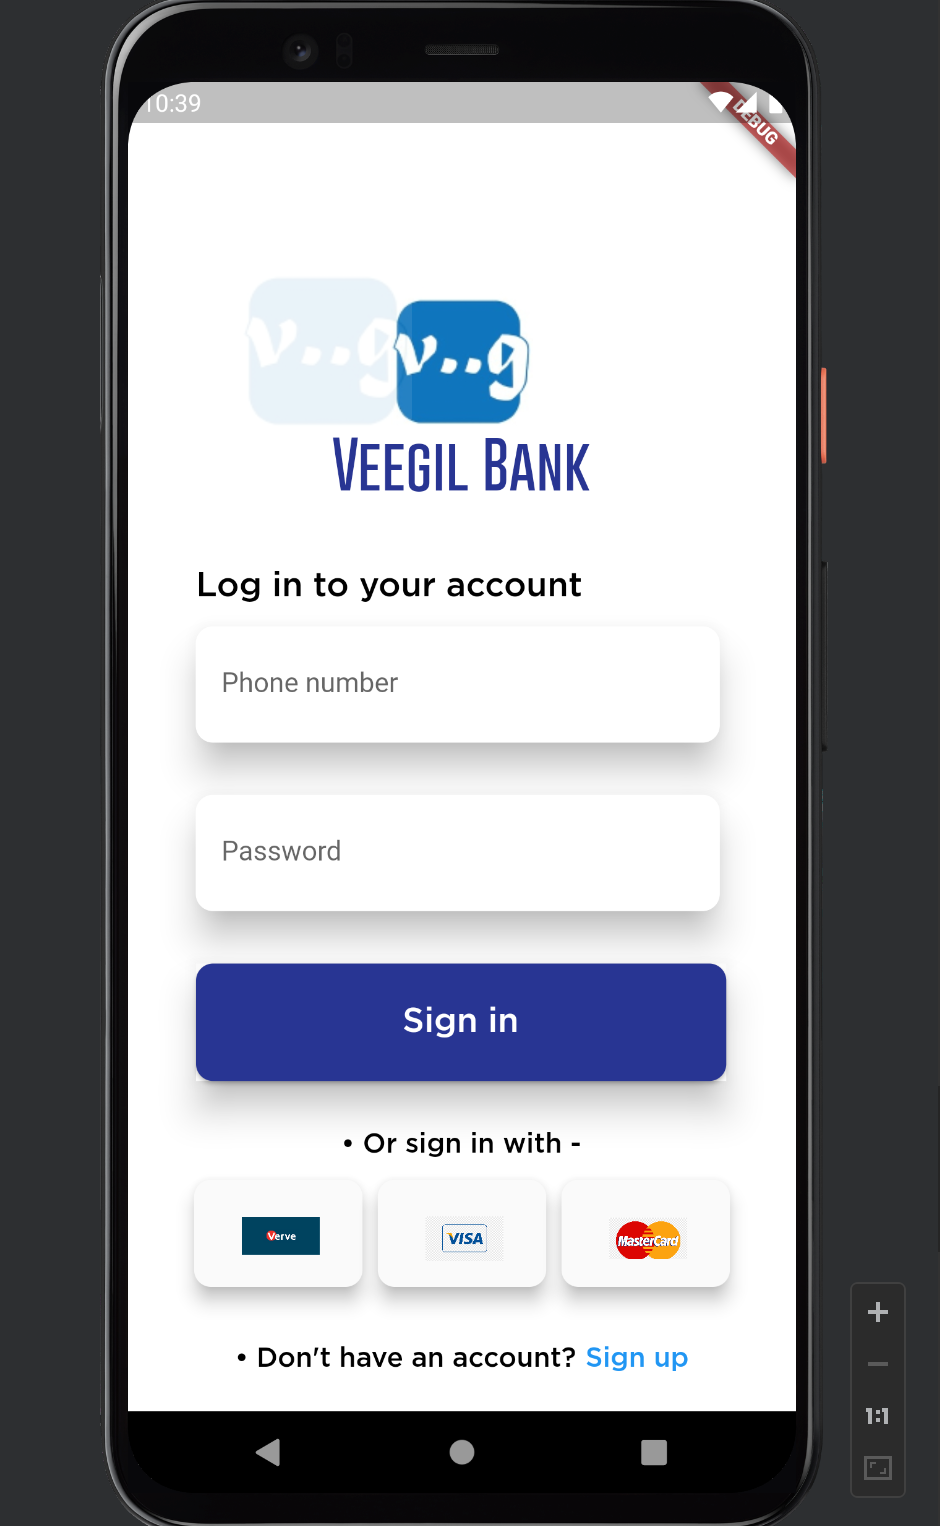 10:39
DEBUG
v..g v..g
VEEGIL BANK
Log in to your account
Phone number
Password
Sign in
• Or sign in with -
Verve VISA MasterCard
• Don't have an account? Sign up
1:1